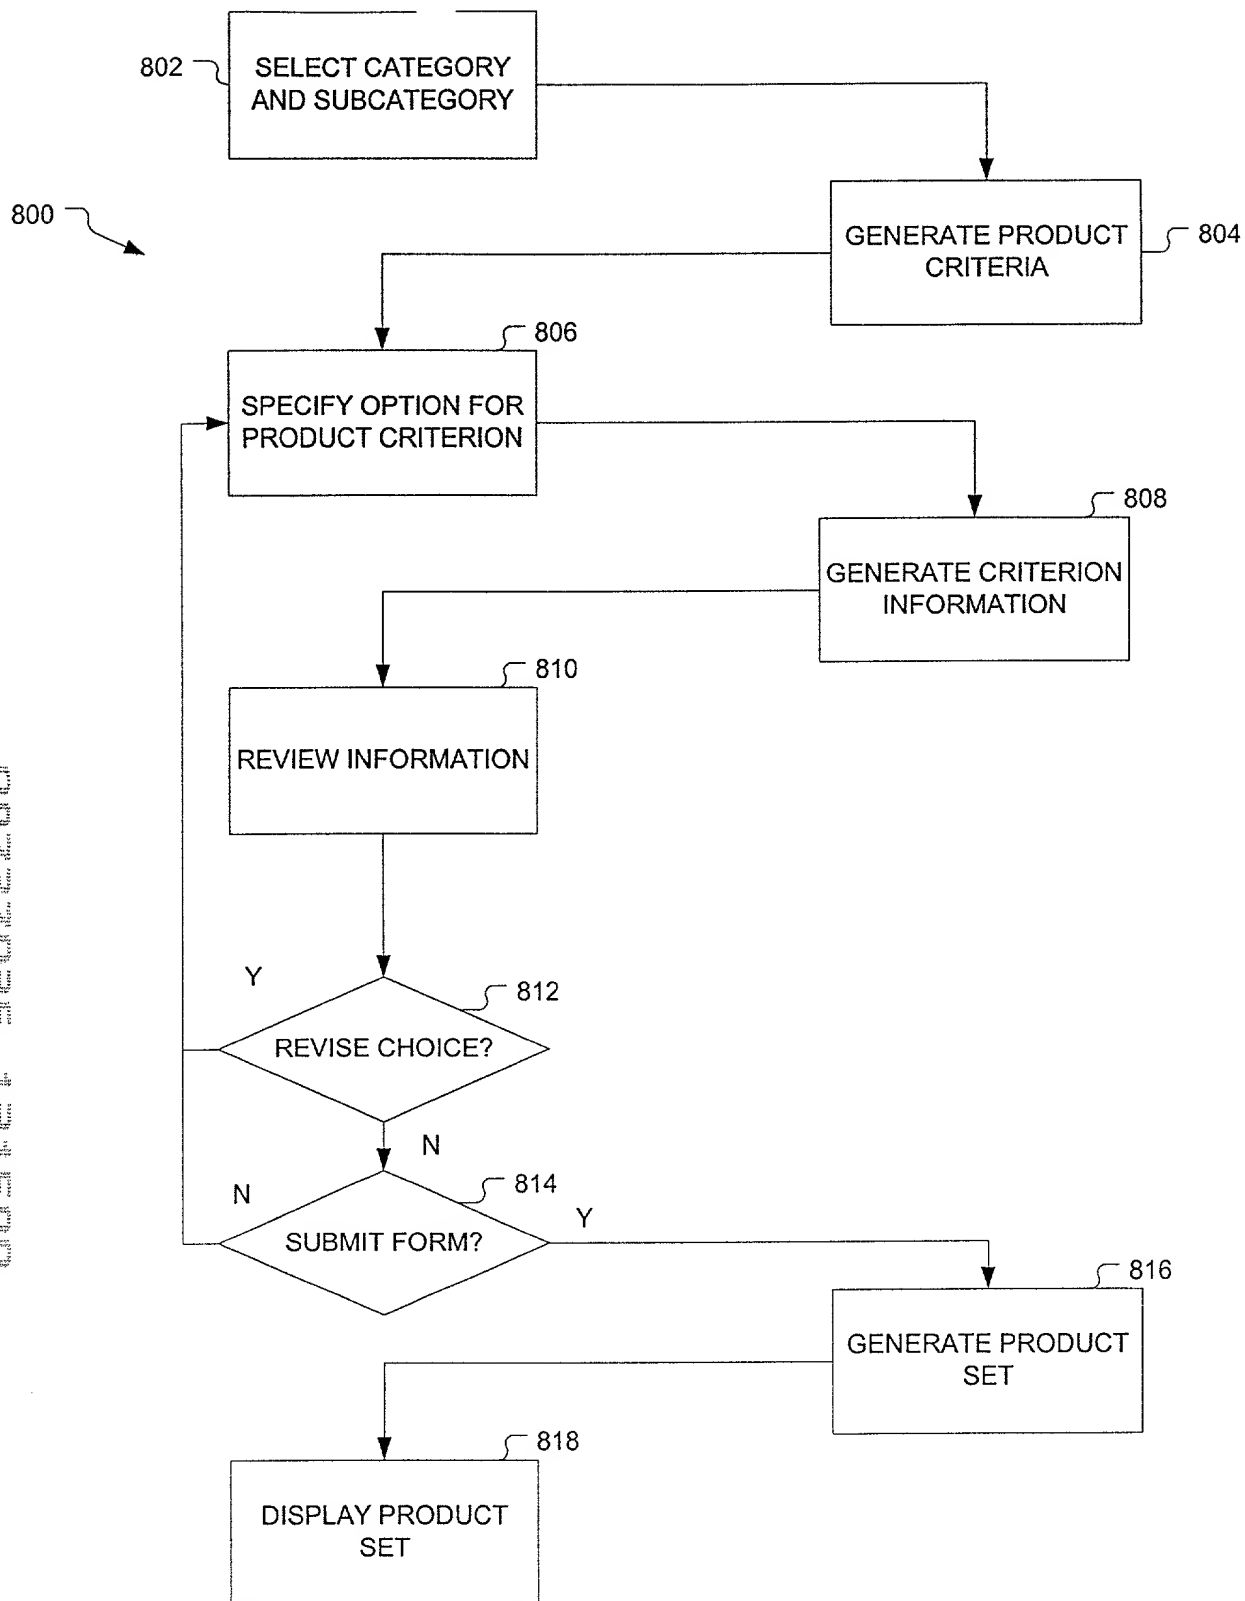 802
SELECT CATEGORY
AND SUBCATEGORY
800
GENERATE PRODUCT
CRITERIA
804
806
SPECIFY OPTION FOR
PRODUCT CRITERION
808
GENERATE CRITERION
INFORMATION
810
REVIEW INFORMATION
Y
812
REVISE CHOICE?
N
N
814
Y
SUBMIT FORM?
816
GENERATE PRODUCT
SET
818
DISPLAY PRODUCT
SET